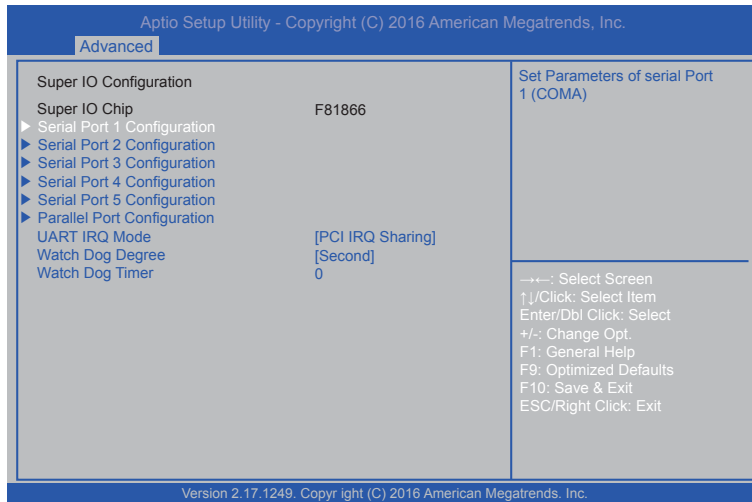 Aptio Setup Utility - Copyright (C) 2016 American Megatrends, Inc.
Advanced
Super IO Configuration
Super IO Chip F81866
▶ Serial Port 1 Configuration
▶ Serial Port 2 Configuration
▶ Serial Port 3 Configuration
▶ Serial Port 4 Configuration
▶ Serial Port 5 Configuration
▶ Parallel Port Configuration
UART IRQ Mode [PCI IRQ Sharing]
Watch Dog Degree [Second]
Watch Dog Timer 0
Set Parameters of serial Port
1 (COMA)
→←: Select Screen
↑↓/Click: Select Item
Enter/Dbl Click: Select
+/-: Change Opt.
F1: General Help
F9: Optimized Defaults
F10: Save & Exit
ESC/Right Click: Exit
Version 2.17.1249. Copyr ight (C) 2016 American Megatrends. Inc.